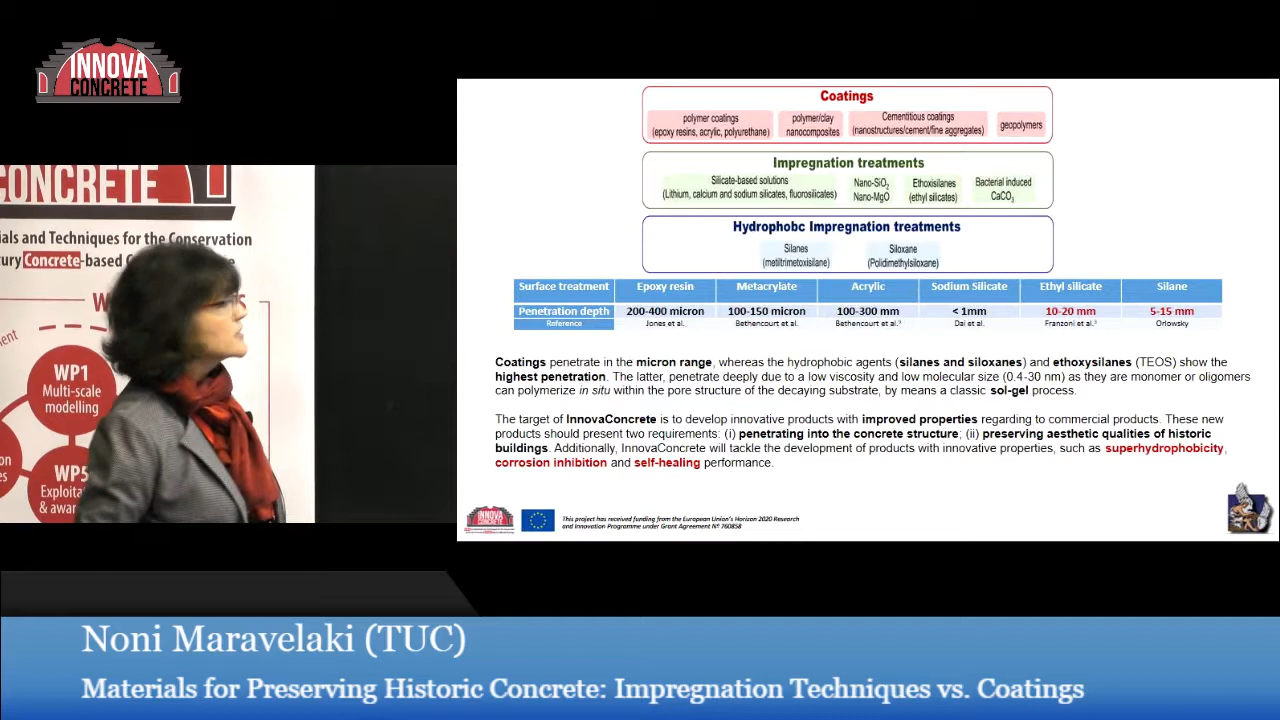 INNOVA
CONCRETE
CONCRETE
ials and Techniques for the Conservation
ury Concrete-based C
WP1
Multi-scale
modelling
WP5
Exploitat
& awar
Coatings
polymer coatings
(epoxy resins, acrylic, polyurethane)
polymer/clay
nanocomposites
Cementitious coatings
(nanostructures/cement/fine aggregates)
geopolymers
Impregnation treatments
Silicate-based solutions
(Lithium, calcium and sodium silicates, fluorosilicates)
Nano-SiO₂
Nano-MgO
Ethoxisilanes
(ethyl silicates)
Bacterial induced
CaCO₃
Hydrophobc Impregnation treatments
Silanes
(metiltrimetoxisilane)
Siloxane
(Polidimethylsiloxane)
Surface treatment Epoxy resin Metacrylate Acrylic Sodium Silicate Ethyl silicate Silane
Penetration depth 200-400 micron 100-150 micron 100-300 mm < 1mm 10-20 mm 5-15 mm
Reference Jones et al. Bethencourt et al. Bethencourt et al. Dai et al. Franzoni et al. Orlowsky
Coatings penetrate in the micron range, whereas the hydrophobic agents (silanes and siloxanes) and ethoxysilanes (TEOS) show the
highest penetration. The latter, penetrate deeply due to a low viscosity and low molecular size (0.4-30 nm) as they are monomer or oligomers
can polymerize in situ within the pore structure of the decaying substrate, by means a classic sol-gel process.
The target of InnovaConcrete is to develop innovative products with improved properties regarding to commercial products. These new
products should present two requirements: (i) penetrating into the concrete structure; (ii) preserving aesthetic qualities of historic
buildings. Additionally, InnovaConcrete will tackle the development of products with innovative properties, such as superhydrophobicity,
corrosion inhibition and self-healing performance.
INNOVA
CONCRETE
This project has received funding from the European Union's Horizon 2020 Research
and Innovation Programme under Grant Agreement Nº 760858
Noni Maravelaki (TUC)
Materials for Preserving Historic Concrete: Impregnation Techniques vs. Coatings